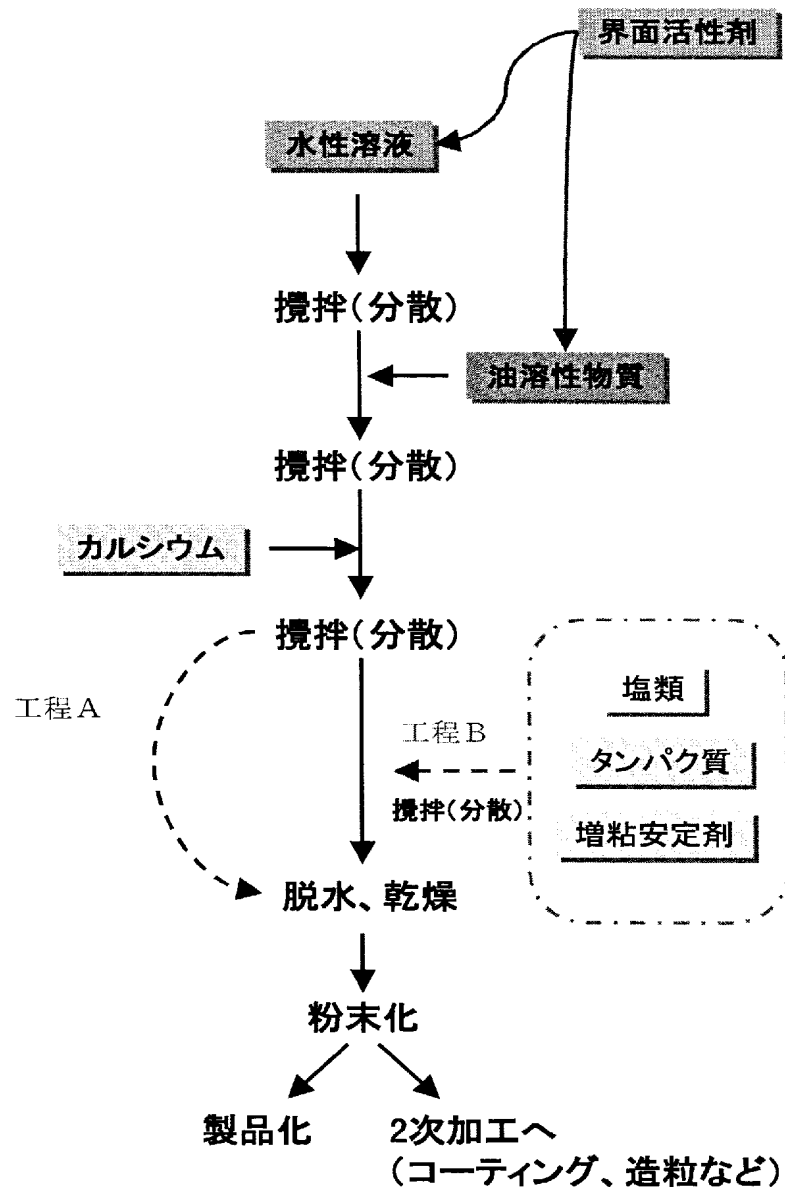 界面活性剤
水性溶液
攪拌(分散)
油溶性物質
攪拌(分散)
カルシウム
攪拌(分散)
塩類
工程A
工程B
タンパク質
攪拌(分散)
増粘安定剤
脱水、乾燥
粉末化
製品化
2次加工へ
(コーティング、造粒など)